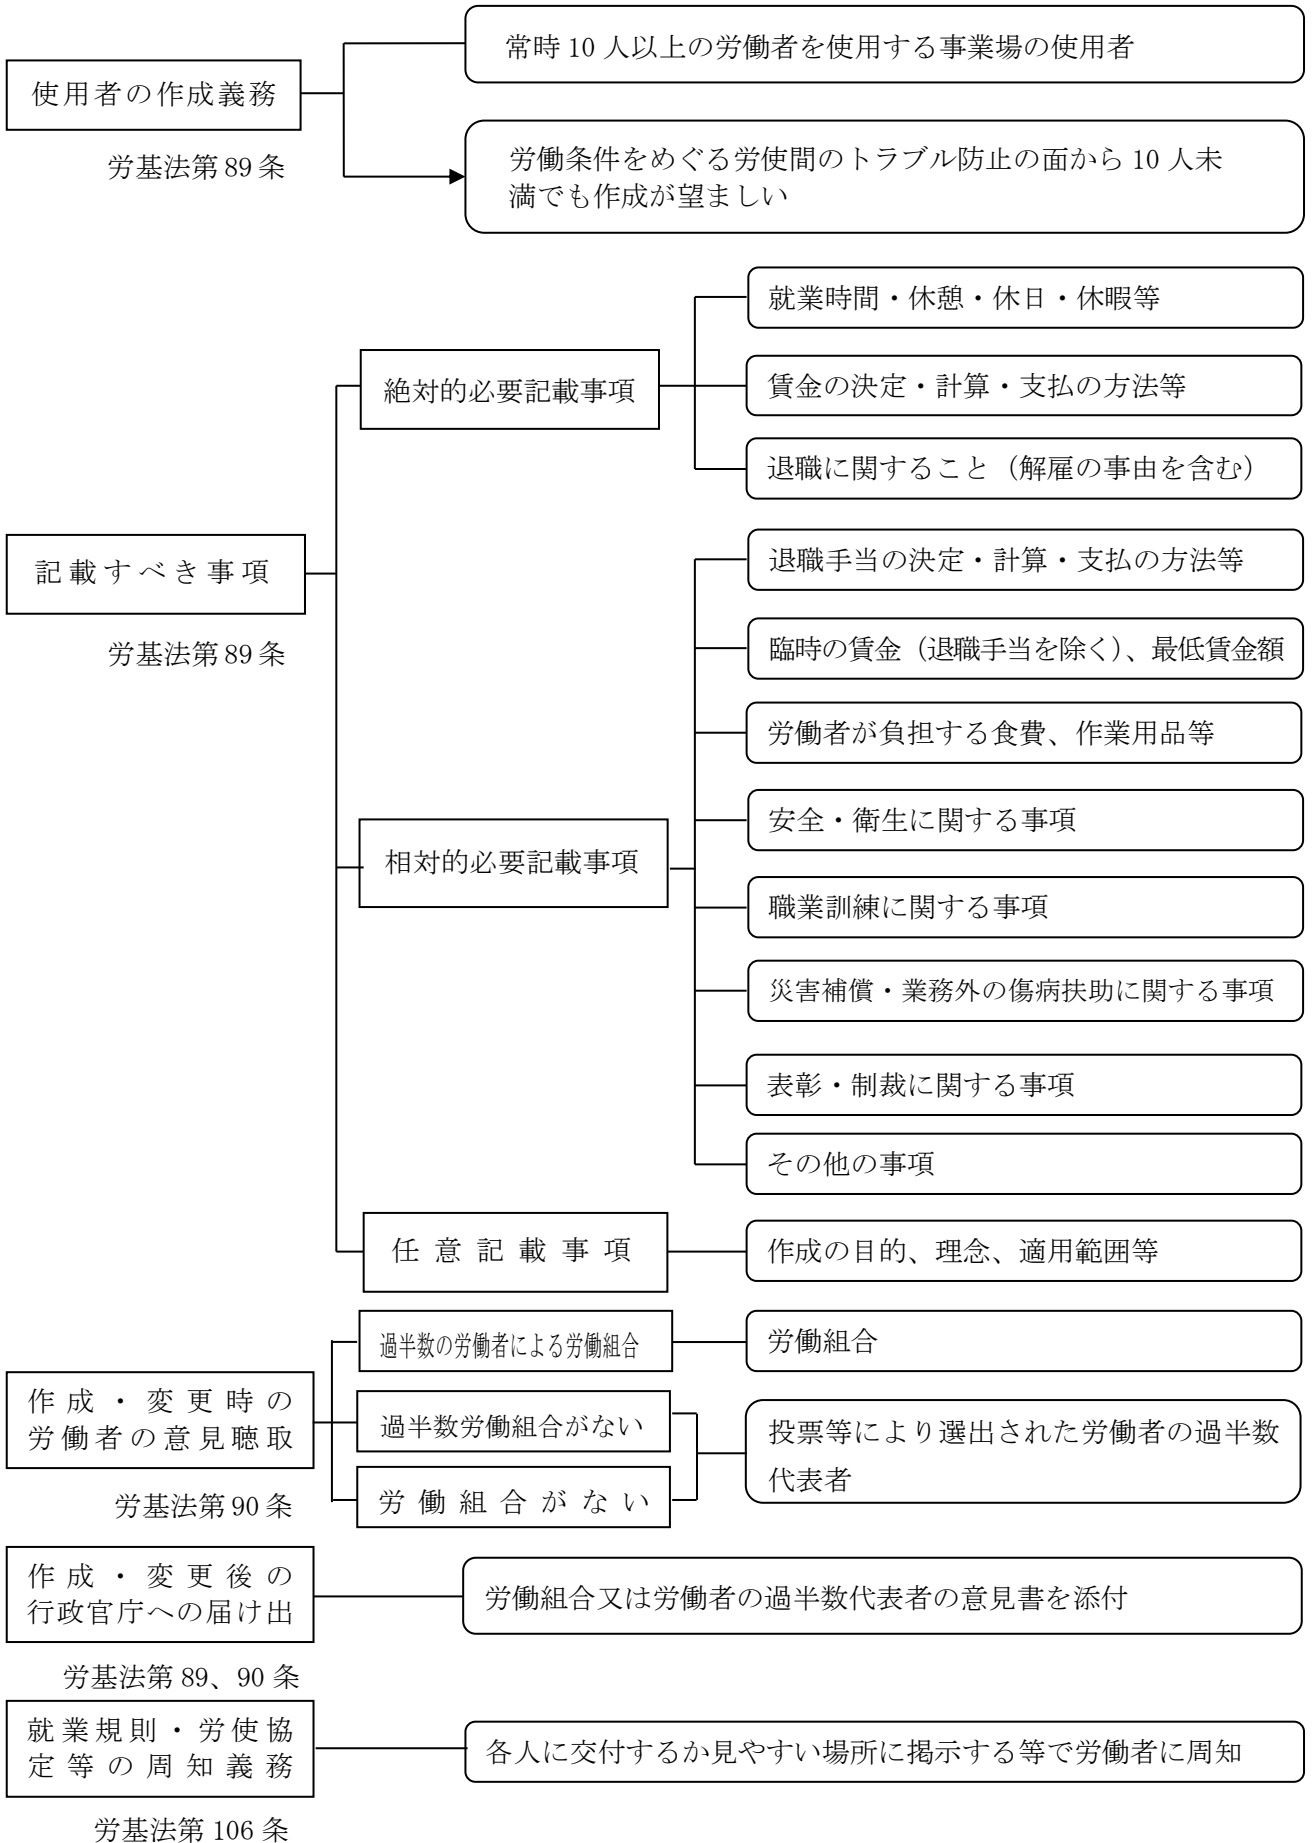 使用者の作成義務
労基法第89条
常時10人以上の労働者を使用する事業場の使用者
労働条件をめぐる労使間のトラブル防止の面から10人未
満でも作成が望ましい
記載すべき事項
労基法第89条
絶対的必要記載事項
就業時間・休憩・休日・休暇等
賃金の決定・計算・支払の方法等
退職に関すること（解雇の事由を含む）
相対的必要記載事項
退職手当の決定・計算・支払の方法等
臨時の賃金（退職手当を除く）、最低賃金額
労働者が負担する食費、作業用品等
安全・衛生に関する事項
職業訓練に関する事項
災害補償・業務外の傷病扶助に関する事項
表彰・制裁に関する事項
その他の事項
任意記載事項
作成の目的、理念、適用範囲等
作成・変更時の
労働者の意見聴取
労基法第90条
過半数の労働者による労働組合
労働組合
過半数労働組合がない
労働組合がない
投票等により選出された労働者の過半数
代表者
作成・変更後の
行政官庁への届け出
労基法第89、90条
労働組合又は労働者の過半数代表者の意見書を添付
就業規則・労使協
定等の周知義務
労基法第106条
各人に交付するか見やすい場所に掲示する等で労働者に周知